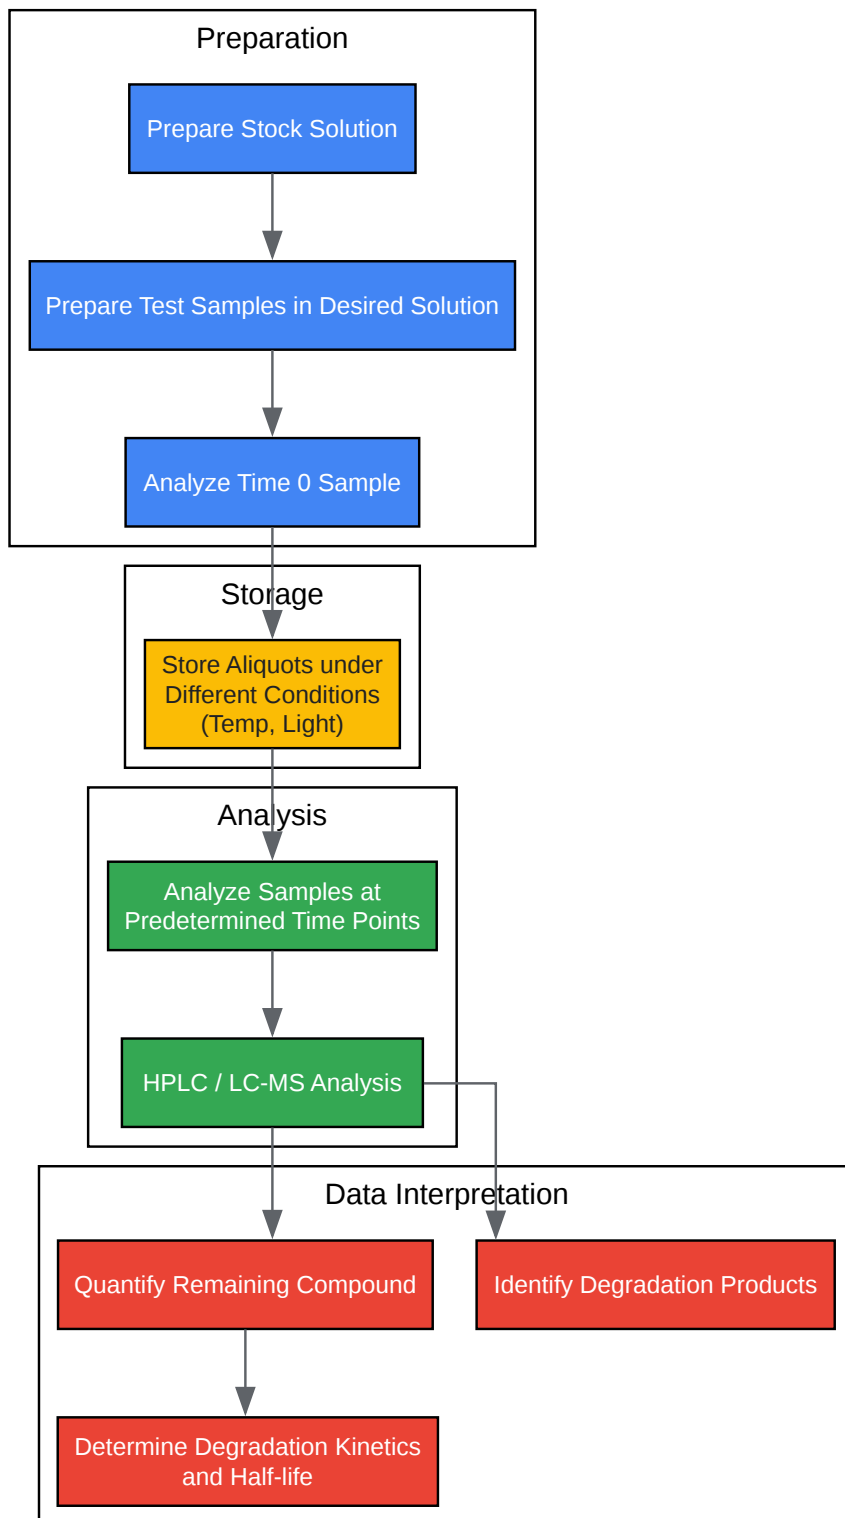 Preparation
Prepare Stock Solution
Prepare Test Samples in Desired Solution
Analyze Time 0 Sample
Storage
Store Aliquots under
Different Conditions
(Temp, Light)
Analysis
Analyze Samples at
Predetermined Time Points
HPLC / LC-MS Analysis
Data Interpretation
Quantify Remaining Compound
Identify Degradation Products
Determine Degradation Kinetics
and Half-life